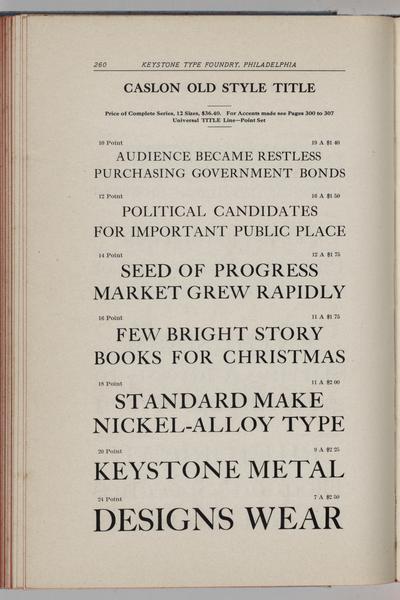 260 KEYSTONE TYPE FOUNDRY, PHILADELPHIA
CASLON OLD STYLE TITLE
Price of Complete Series, 12 Sizes, $36.40. For Accents made see Pages 300 to 307
Universal TITLE Line—Point Set
10 Point 19 A $1 40
AUDIENCE BECAME RESTLESS
PURCHASING GOVERNMENT BONDS
12 Point 16 A $1 50
POLITICAL CANDIDATES
FOR IMPORTANT PUBLIC PLACE
14 Point 12 A $1 75
SEED OF PROGRESS
MARKET GREW RAPIDLY
16 Point 11 A $1 75
FEW BRIGHT STORY
BOOKS FOR CHRISTMAS
18 Point 11 A $2 00
STANDARD MAKE
NICKEL-ALLOY TYPE
20 Point 9 A $2 25
KEYSTONE METAL
24 Point 7 A $2 50
DESIGNS WEAR